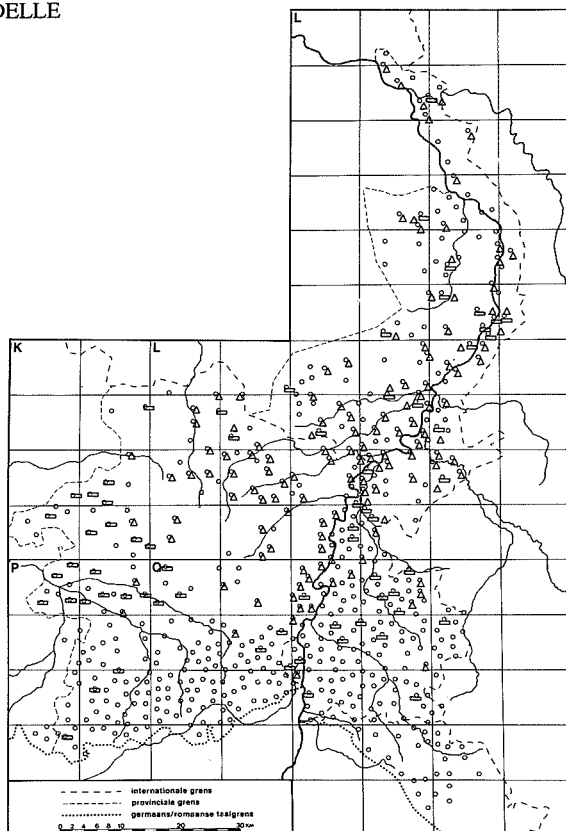 DELLE
L
K L
P Q
internationale grens
provinciale grens
germaans/romaanse taalgrens
0 2 4 6 8 10 20 30 KM